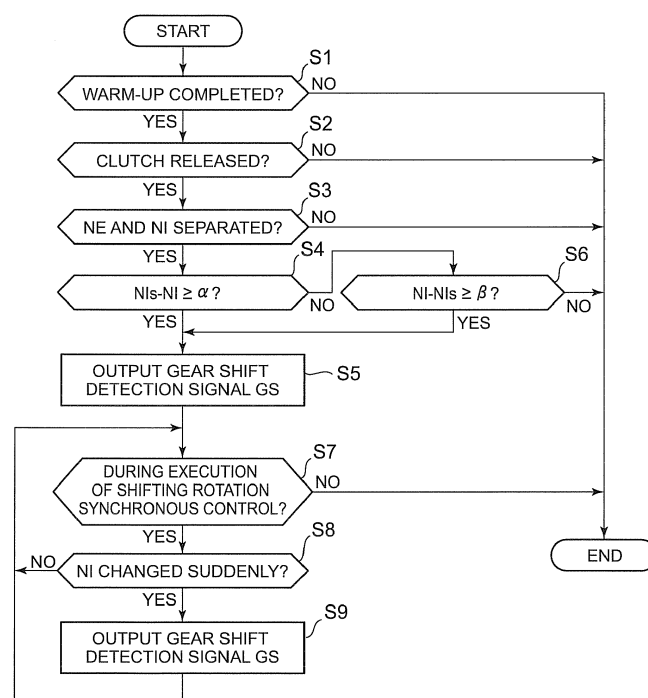 START
S1
WARM-UP COMPLETED?
NO
YES
S2
CLUTCH RELEASED?
NO
YES
S3
NE AND NI SEPARATED?
NO
YES
S4
NIs-NI ≥ α?
NO
YES
S6
NI-NIs ≥ β?
NO
YES
OUTPUT GEAR SHIFT
DETECTION SIGNAL GS
S5
S7
DURING EXECUTION
OF SHIFTING ROTATION
SYNCHRONOUS CONTROL?
NO
YES
S8
NI CHANGED SUDDENLY?
NO
YES
END
S9
OUTPUT GEAR SHIFT
DETECTION SIGNAL GS